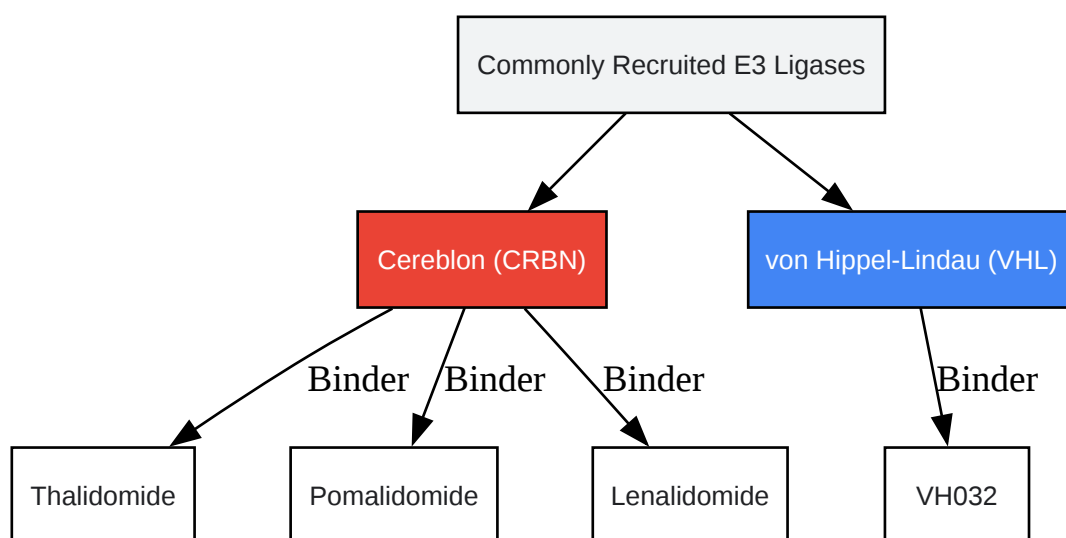 Commonly Recruited E3 Ligases
Cereblon (CRBN)
von Hippel-Lindau (VHL)
Binder
Binder
Binder
Binder
Thalidomide
Pomalidomide
Lenalidomide
VH032